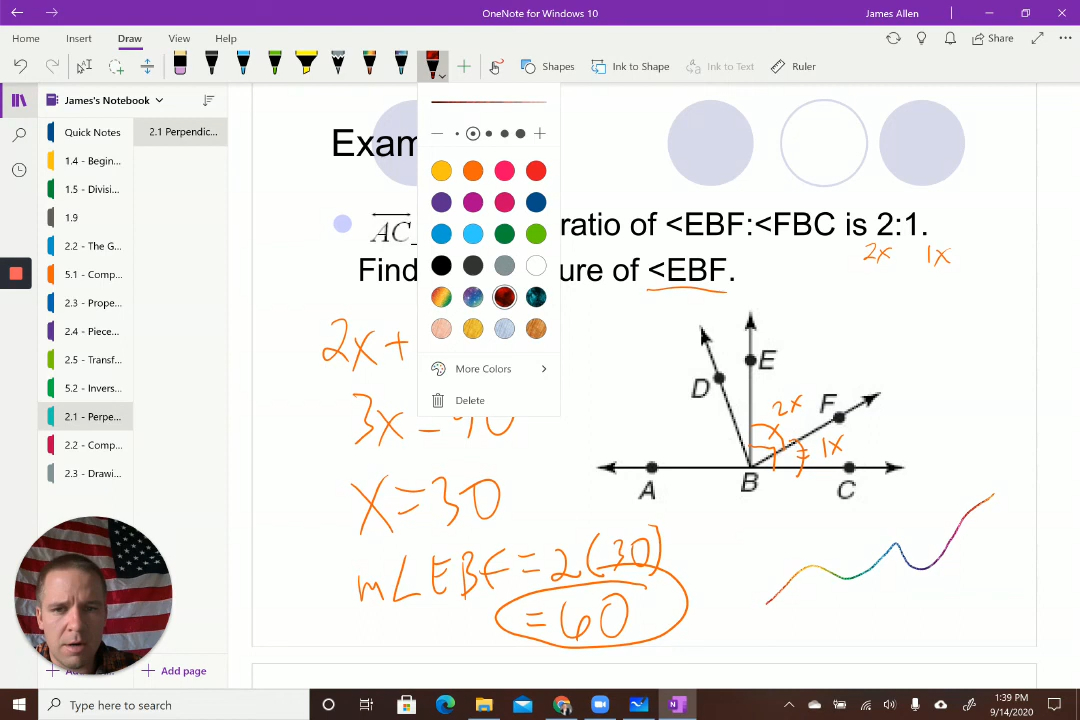 OneNote for Windows 10
James Allen
Home Insert Draw View Help
Share
Shapes
Ink to Shape
Ink to Text
Ruler
James's Notebook
Quick Notes
1.4 - Begin...
1.5 - Divisi...
1.9
2.2 - The G...
5.1 - Comp...
2.3 - Prope...
2.4 - Piece...
2.5 - Transf...
5.2 - Invers...
2.1 - Perpe...
2.2 - Comp...
2.3 - Drawi...
Add page
2.1 Perpendic...
More Colors
Delete
Exam
AC ratio of <EBF:<FBC is 2:1.
2x 1x
Find ure of <EBF.
2x +
3x = 90
x = 30
m∠EBF = 2(30)
= 60
E
D
F
2x
x
1x
A
B
C
Type here to search
1:39 PM
9/14/2020